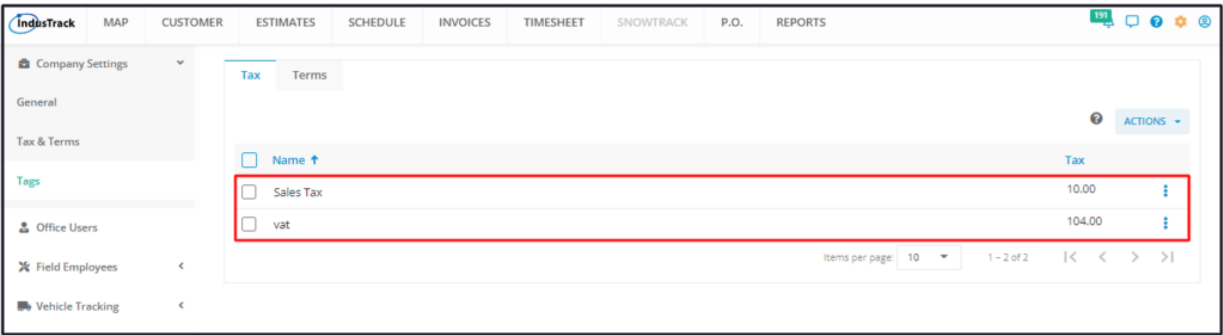 IndusTrack MAP CUSTOMER ESTIMATES SCHEDULE INVOICES TIMESHEET SNOWTRACK P.O. REPORTS 191
Company Settings
General
Tax & Terms
Tags
Office Users
Field Employees
Vehicle Tracking
Tax Terms
ACTIONS
Name Tax
Sales Tax 10.00
vat 104.00
Items per page: 10 1 – 2 of 2